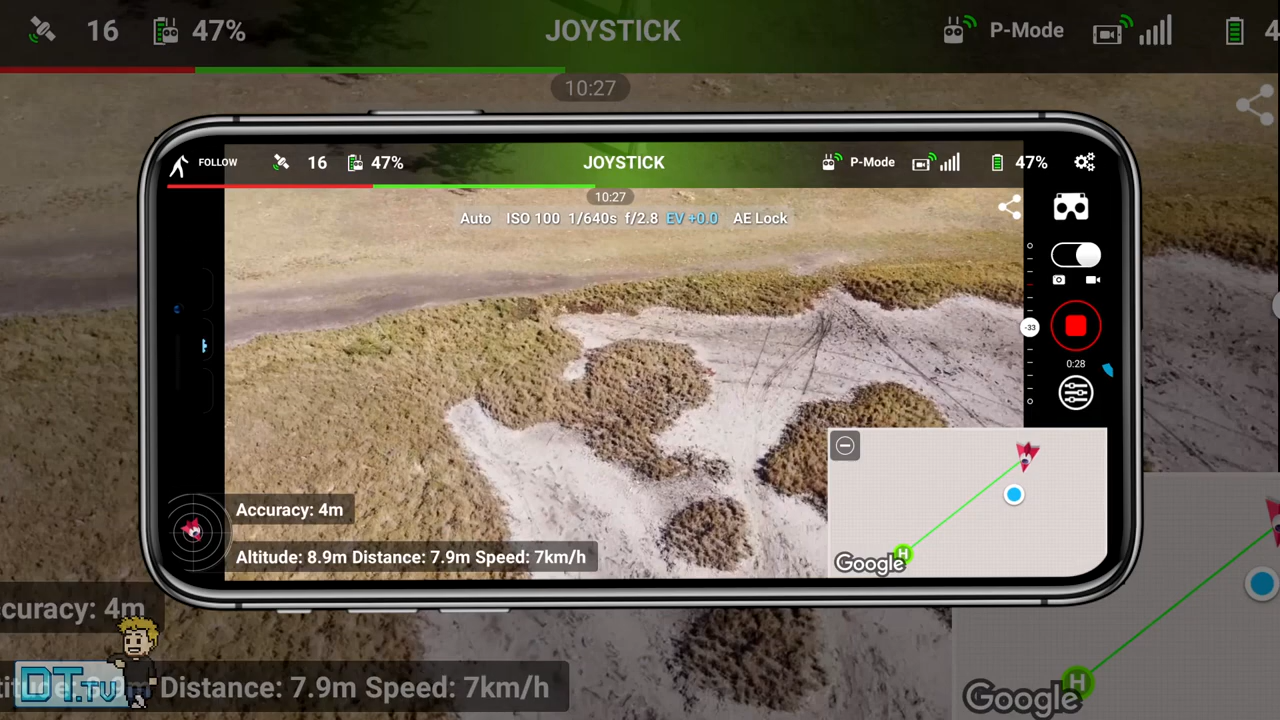 16 47% JOYSTICK P-Mode 4
10:27
FOLLOW 16 47% JOYSTICK P-Mode 47%
10:27
Auto ISO 100 1/640s f/2.8 EV +0.0 AE Lock
-33
0:28
Accuracy: 4m
Altitude: 8.9m Distance: 7.9m Speed: 7km/h
H
Google
curacy: 4m
Distance: 7.9m Speed: 7km/h
DT.TV
H
Google